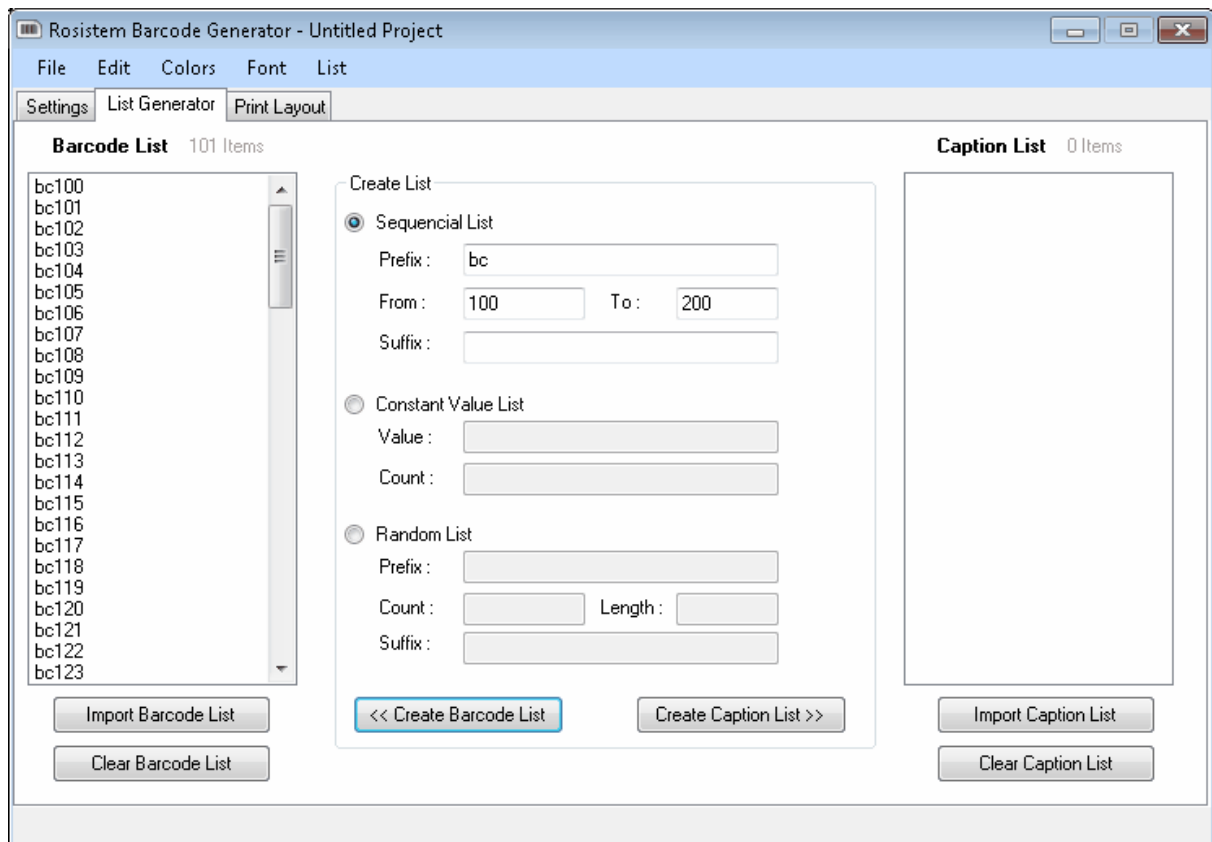 Rosistem Barcode Generator - Untitled Project
File Edit Colors Font List
Settings List Generator Print Layout
Barcode List 101 Items
bc100
bc101
bc102
bc103
bc104
bc105
bc106
bc107
bc108
bc109
bc110
bc111
bc112
bc113
bc114
bc115
bc116
bc117
bc118
bc119
bc120
bc121
bc122
bc123
Import Barcode List
Clear Barcode List
Create List
Sequencial List
Prefix : bc
From : 100 To : 200
Suffix :
Constant Value List
Value :
Count :
Random List
Prefix :
Count : Length :
Suffix :
<< Create Barcode List Create Caption List >>
Caption List 0 Items
Import Caption List
Clear Caption List